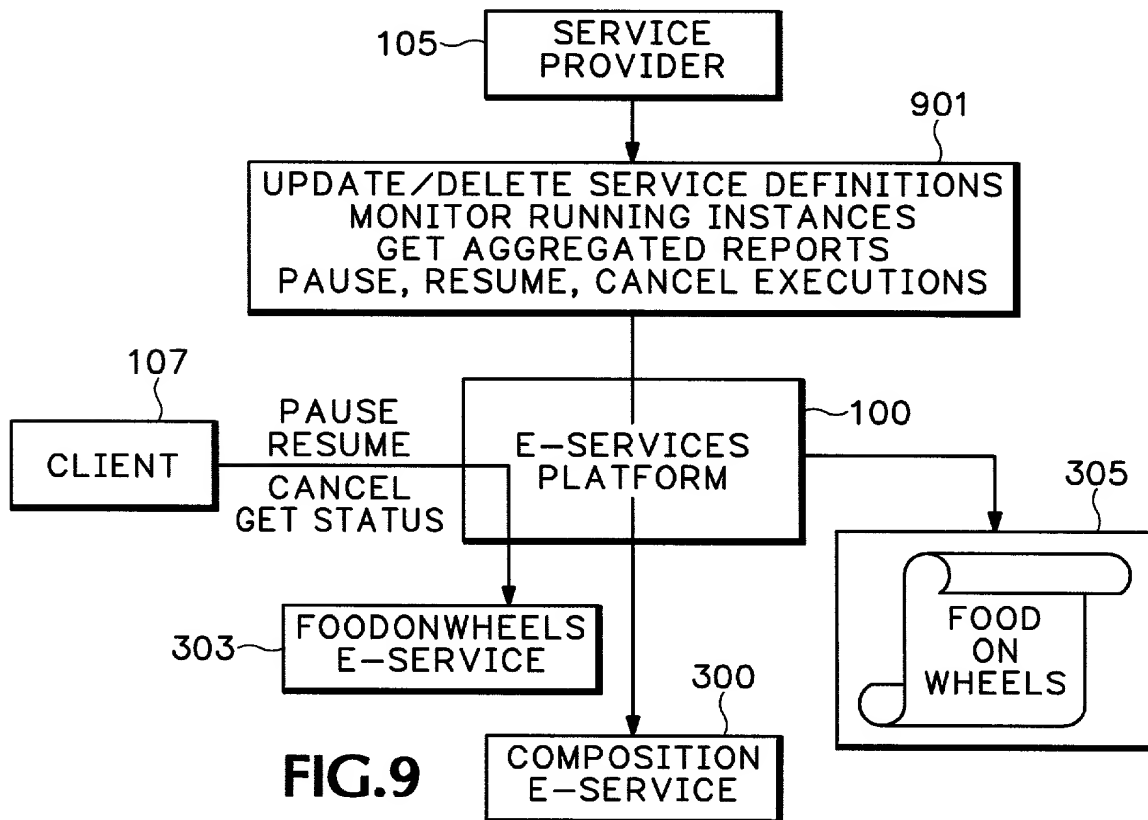 105
SERVICE
PROVIDER
901
UPDATE/DELETE SERVICE DEFINITIONS
MONITOR RUNNING INSTANCES
GET AGGREGATED REPORTS
PAUSE, RESUME, CANCEL EXECUTIONS
107
CLIENT
PAUSE
RESUME
CANCEL
GET STATUS
E-SERVICES
PLATFORM
100
305
FOOD
ON
WHEELS
303
FOODONWHEELS
E-SERVICE
300
COMPOSITION
E-SERVICE
FIG.9